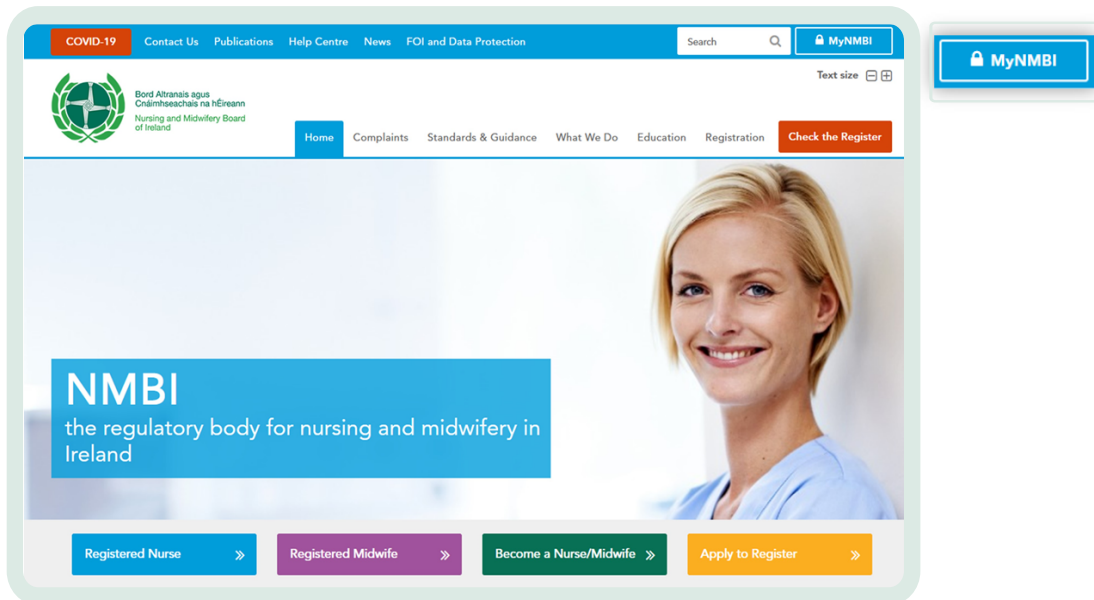 COVID-19 Contact Us Publications Help Centre News FOI and Data Protection Search MyNMBI
MyNMBI
Text size
Bord Altranais agus
Cnáimhseachais na hÉireann
Nursing and Midwifery Board
of Ireland
Home Complaints Standards & Guidance What We Do Education Registration Check the Register
NMBI
the regulatory body for nursing and midwifery in
Ireland
Registered Nurse Registered Midwife Become a Nurse/Midwife Apply to Register